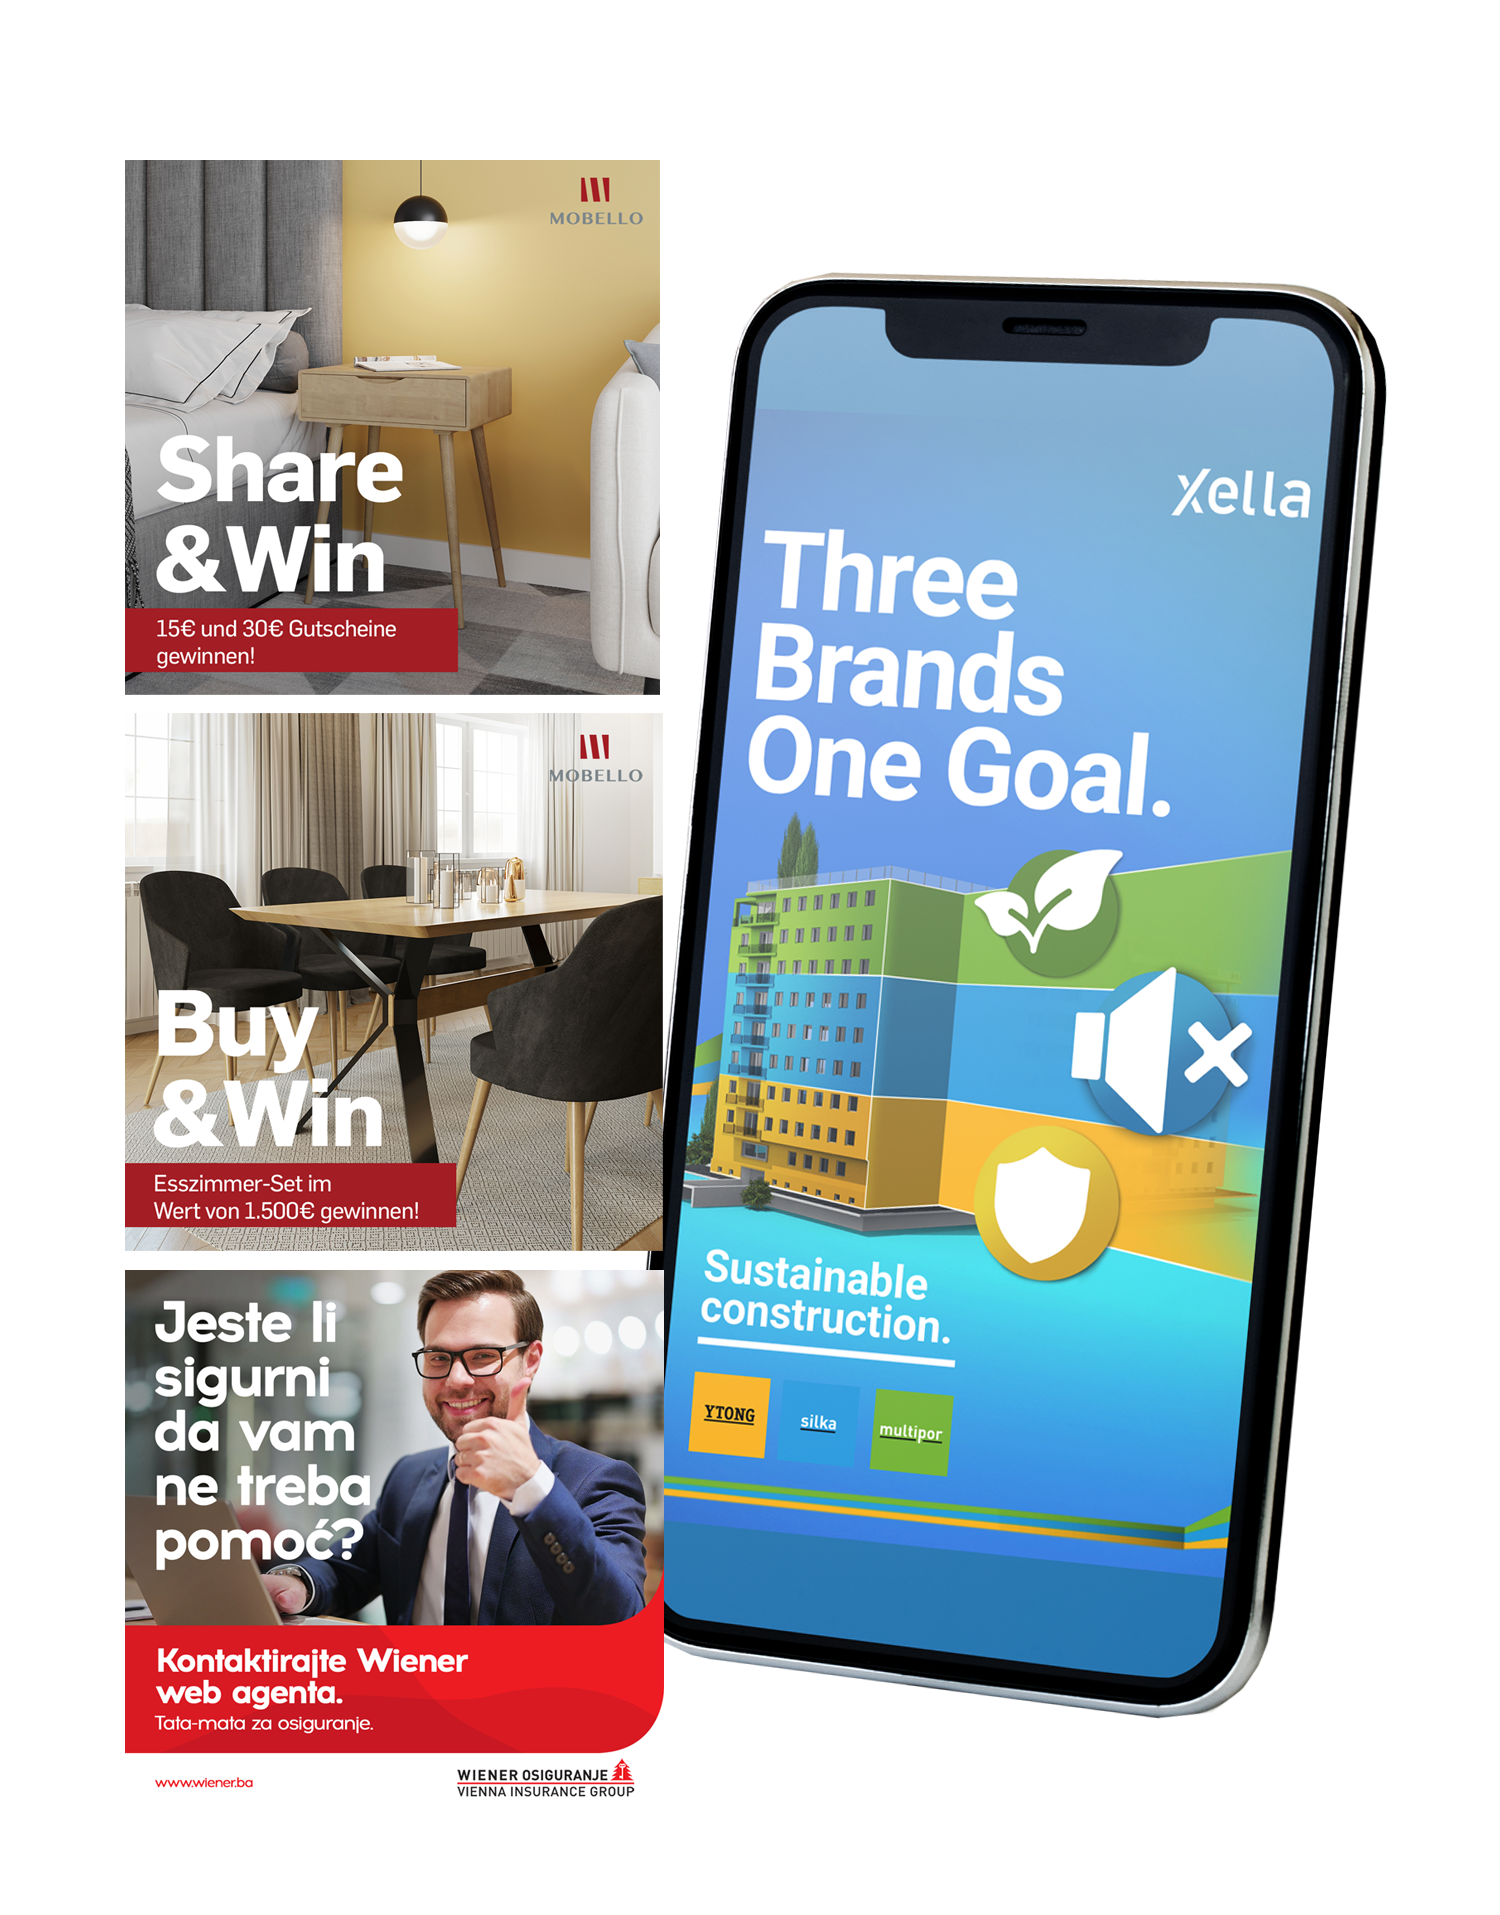 MOBELLO
Share
&Win
15€ und 30€ Gutscheine
gewinnen!
MOBELLO
Buy
&Win
Esszimmer-Set im
Wert von 1.500€ gewinnen!
Jeste li
sigurni
da vam
ne treba
pomoć?
Kontaktirajte Wiener
web agenta.
Tata-mata za osiguranje.
www.wiener.ba
WIENER OSIGURANJE
VIENNA INSURANCE GROUP
Xella
Three
Brands
One Goal.
Sustainable
construction.
YTONG
silka
multipor